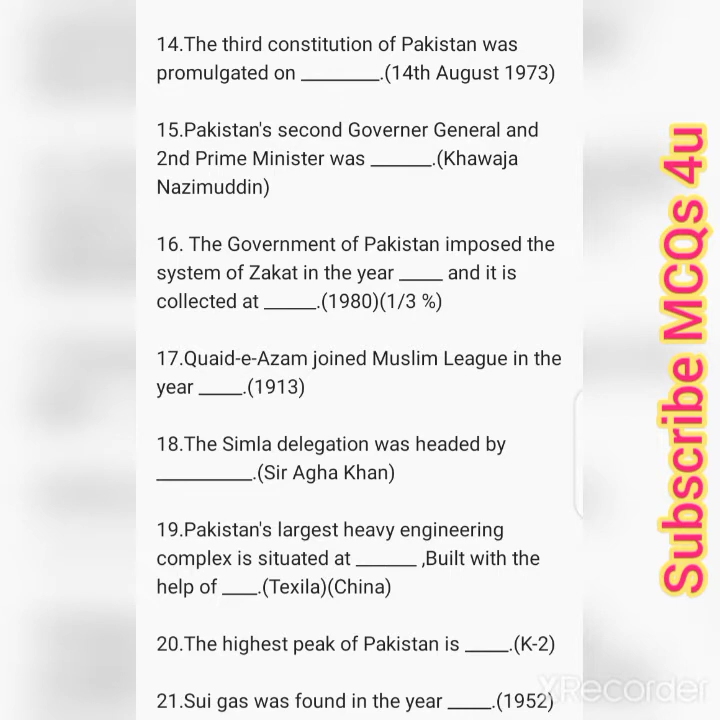 14.The third constitution of Pakistan was
promulgated on ________.(14th August 1973)
15.Pakistan's second Governer General and
2nd Prime Minister was ______.(Khawaja
Nazimuddin)
16. The Government of Pakistan imposed the
system of Zakat in the year ____ and it is
collected at _____.(1980)(1/3 %)
17.Quaid-e-Azam joined Muslim League in the
year ____.(1913)
18.The Simla delegation was headed by
_________.(Sir Agha Khan)
19.Pakistan's largest heavy engineering
complex is situated at ______ ,Built with the
help of ___.(Texila)(China)
20.The highest peak of Pakistan is ____.(K-2)
21.Sui gas was found in the year ____.(1952)
Subscribe MCQs 4u
XRecorder